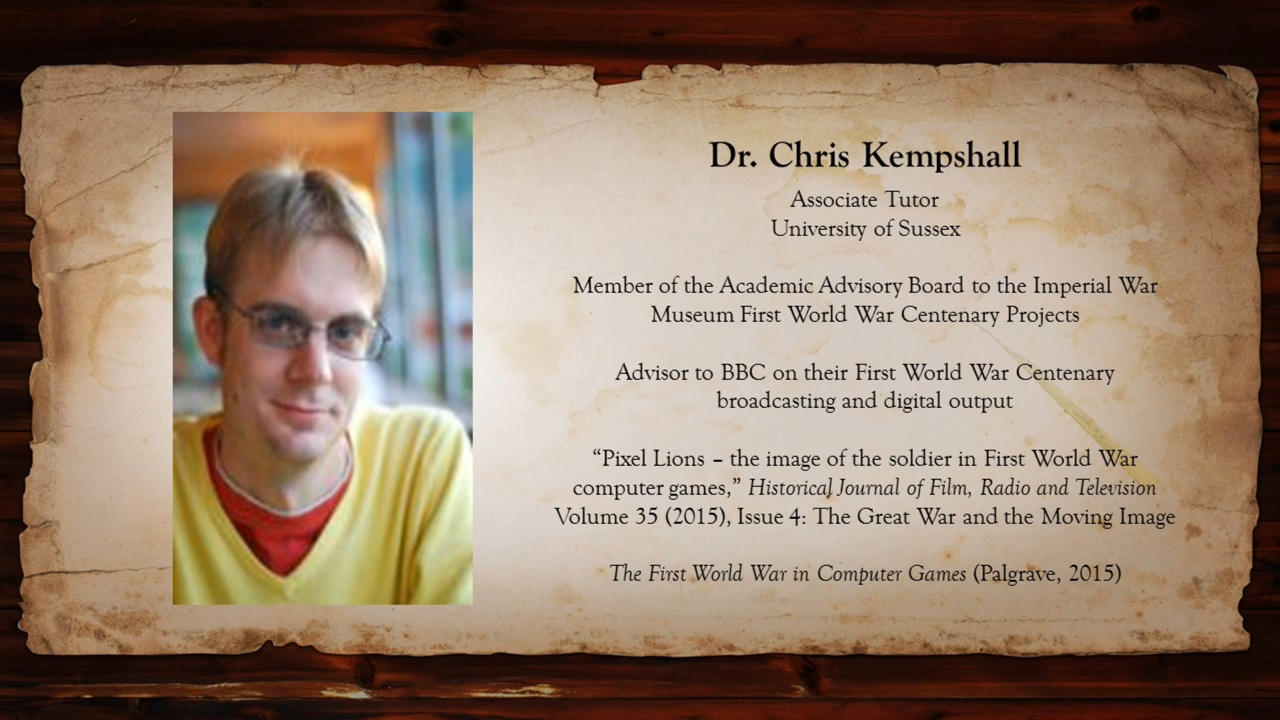 Dr. Chris Kempshall
Associate Tutor
University of Sussex
Member of the Academic Advisory Board to the Imperial War
Museum First World War Centenary Projects
Advisor to BBC on their First World War Centenary
broadcasting and digital output
“Pixel Lions – the image of the soldier in First World War
computer games,” Historical Journal of Film, Radio and Television
Volume 35 (2015), Issue 4: The Great War and the Moving Image
The First World War in Computer Games (Palgrave, 2015)